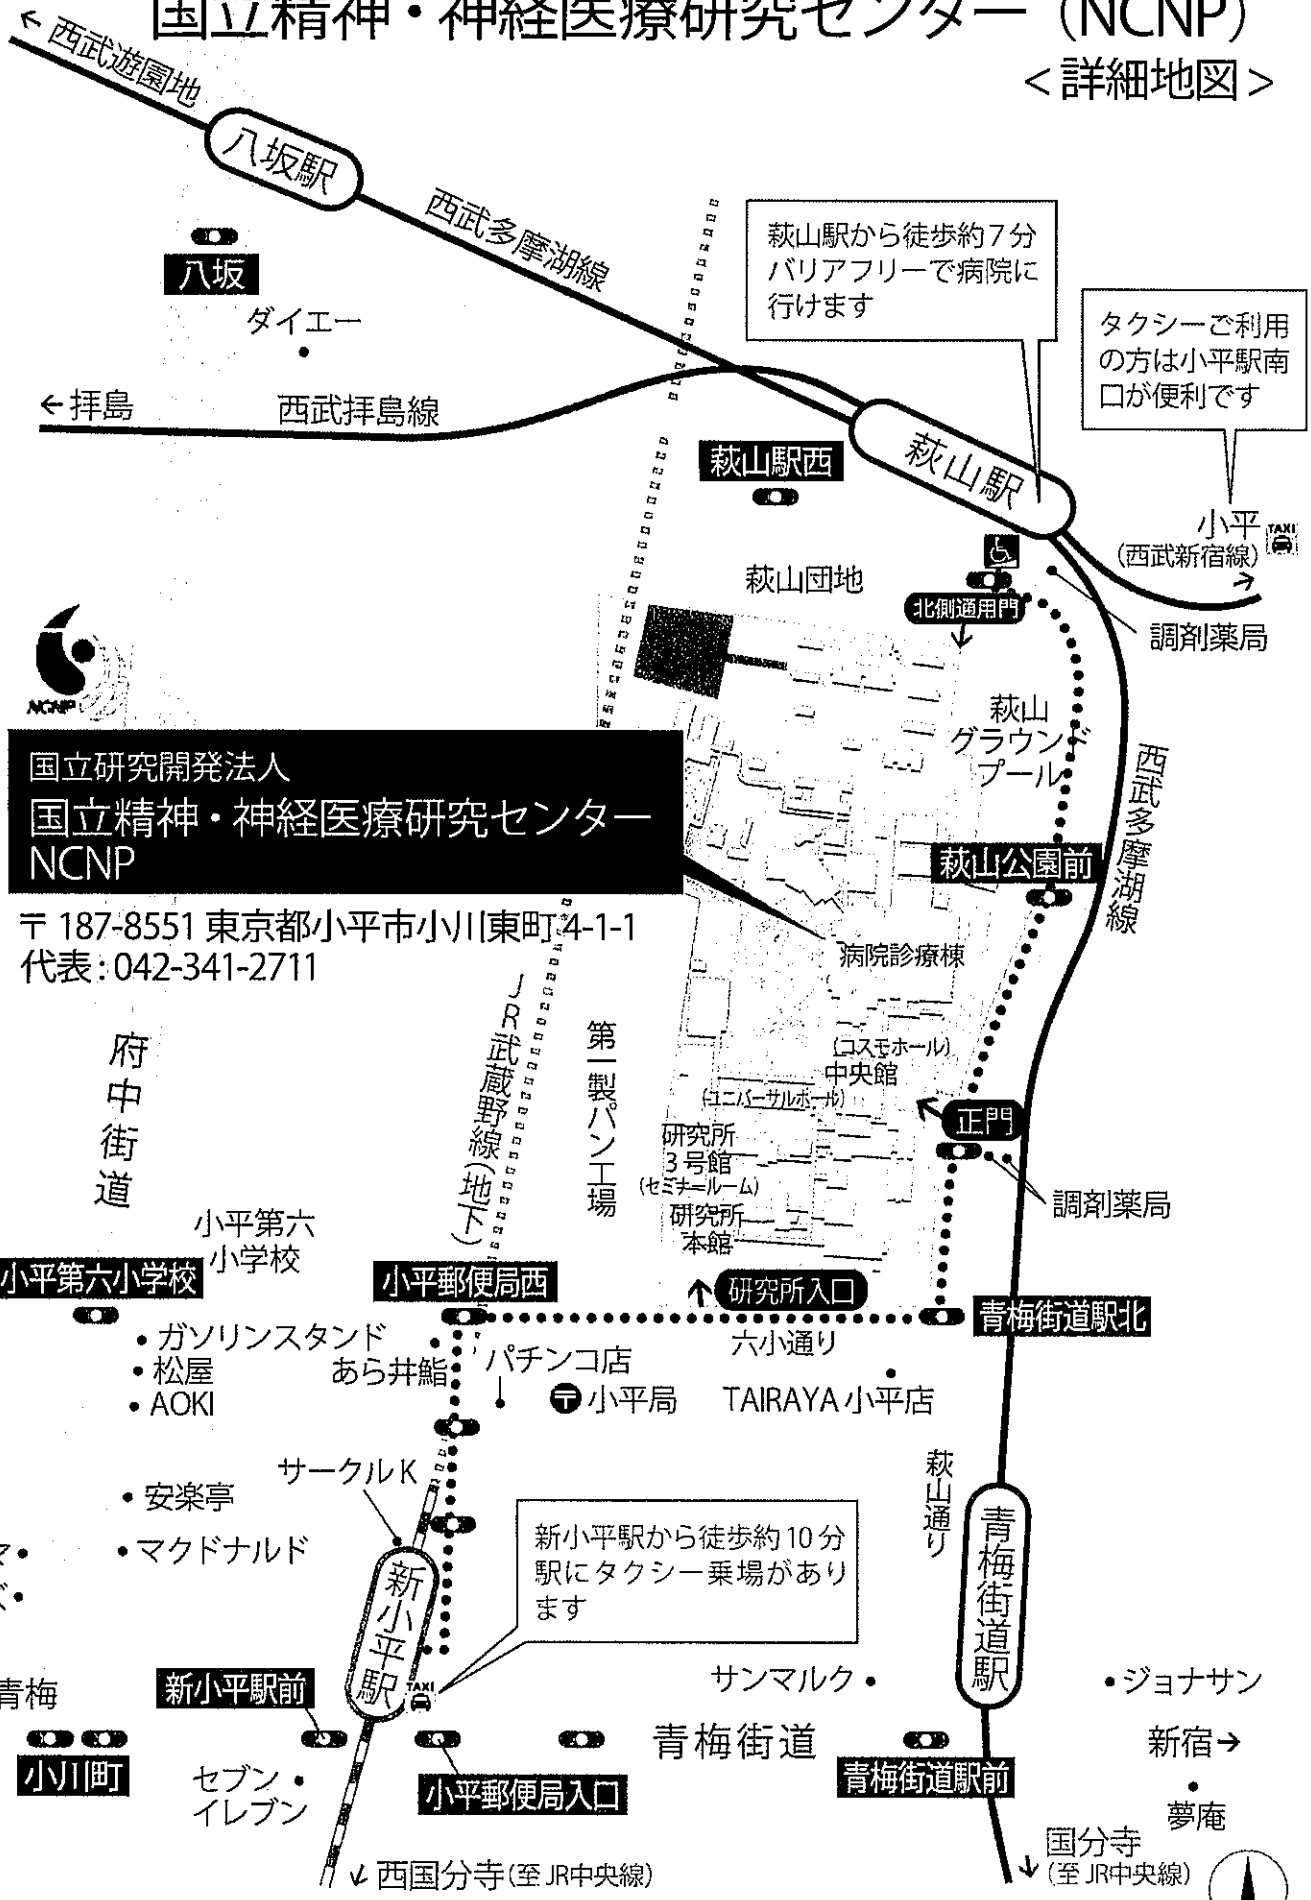 国立精神・神経医療研究センター（NCNP）
＜詳細地図＞
← 西武遊園地
八坂駅
西武多摩湖線
八坂
ダイエー
←拝島
西武拝島線
萩山駅から徒歩約7分
バリアフリーで病院に
行けます
タクシーご利用
の方は小平駅南
口が便利です
萩山駅西
萩山駅
小平
(西武新宿線)
TAXI
萩山団地
北側通用門
調剤薬局
NCNP
萩山
グラウンド
プール
西武多摩湖線
国立研究開発法人
国立精神・神経医療研究センター
NCNP
〒187-8551 東京都小平市小川東町 4-1-1
代表:042-341-2711
萩山公園前
病院診療棟
府中街道
JR武蔵野線(地下)
第一製パン工場
(コスモホール)
中央館
(ユニバーサルホール)
正門
研究所
3号館
(セミナールーム)
研究所
本館
調剤薬局
小平第六
小学校
小平第六小学校
小平郵便局西
研究所入口
青梅街道駅北
六小通り
ガソリンスタンド
松屋
AOKI
あら井鮨
パチンコ店
〒小平局
TAIRAYA 小平店
サークルK
萩山通り
安楽亭
マクドナルド
新小平駅から徒歩約10分
駅にタクシー乗場があり
ます
新小平駅
TAXI
青梅街道駅
サンマルク
ジョナサン
青梅
新小平駅前
青梅街道
新宿→
小川町
セブン
イレブン
小平郵便局入口
青梅街道駅前
夢庵
↙西国分寺(至JR中央線)
国分寺
(至JR中央線)